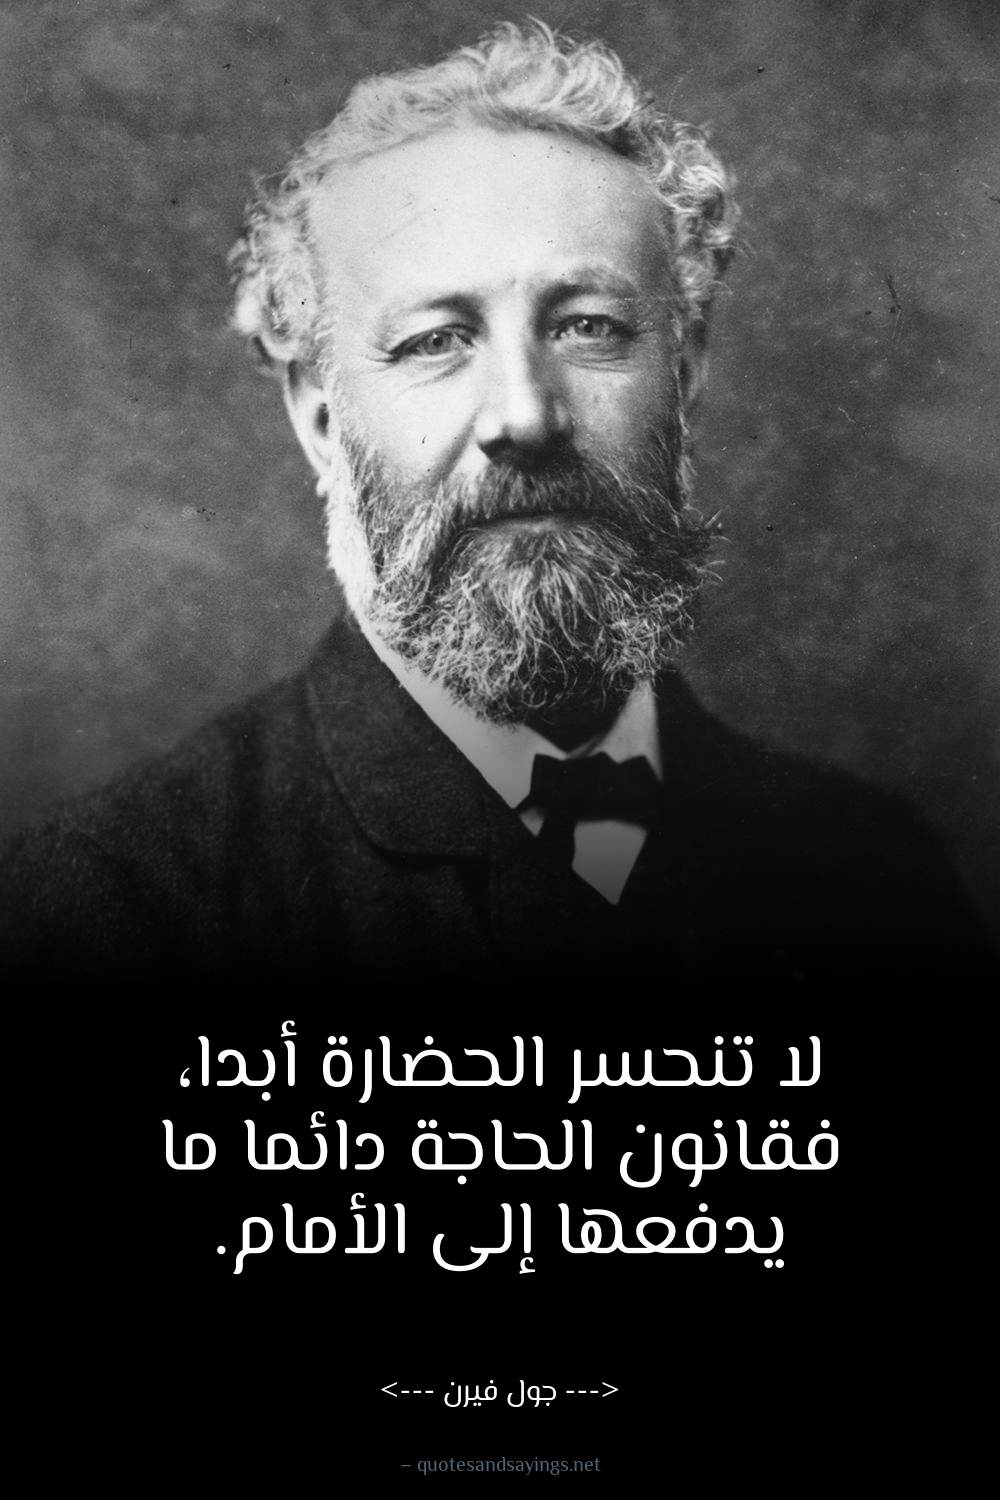 لا تنحسر الحضارة أبدا،
فقانون الحاجة دائما ما
يدفعها إلى الأمام.
<--- جول فيرن --->
– quotesandsayings.net